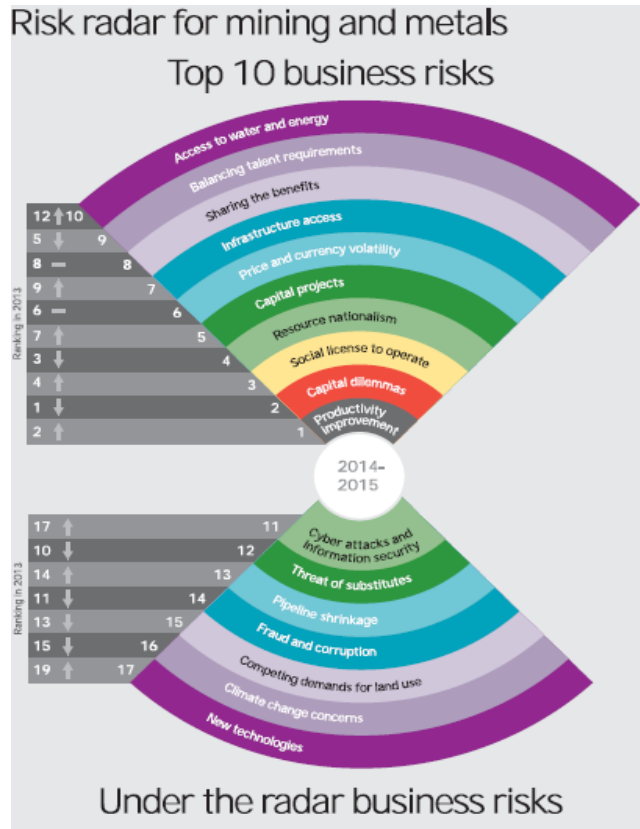 Risk radar for mining and metals
Top 10 business risks
Access to water and energy
Balancing talent requirements
Sharing the benefits
Infrastructure access
Price and currency volatility
Capital projects
Resource nationalism
Social license to operate
Capital dilemmas
Productivity
improvement
Ranking in 2013
12 10
5 9
8 8
9 7
6 6
7 5
3 4
4 3
1 2
2 1
2014-
2015
Ranking in 2013
17 11
10 12
14 13
11 14
13 15
15 16
19 17
Cyber attacks and
information security
Threat of substitutes
Pipeline shrinkage
Fraud and corruption
Competing demands for land use
Climate change concerns
New technologies
Under the radar business risks